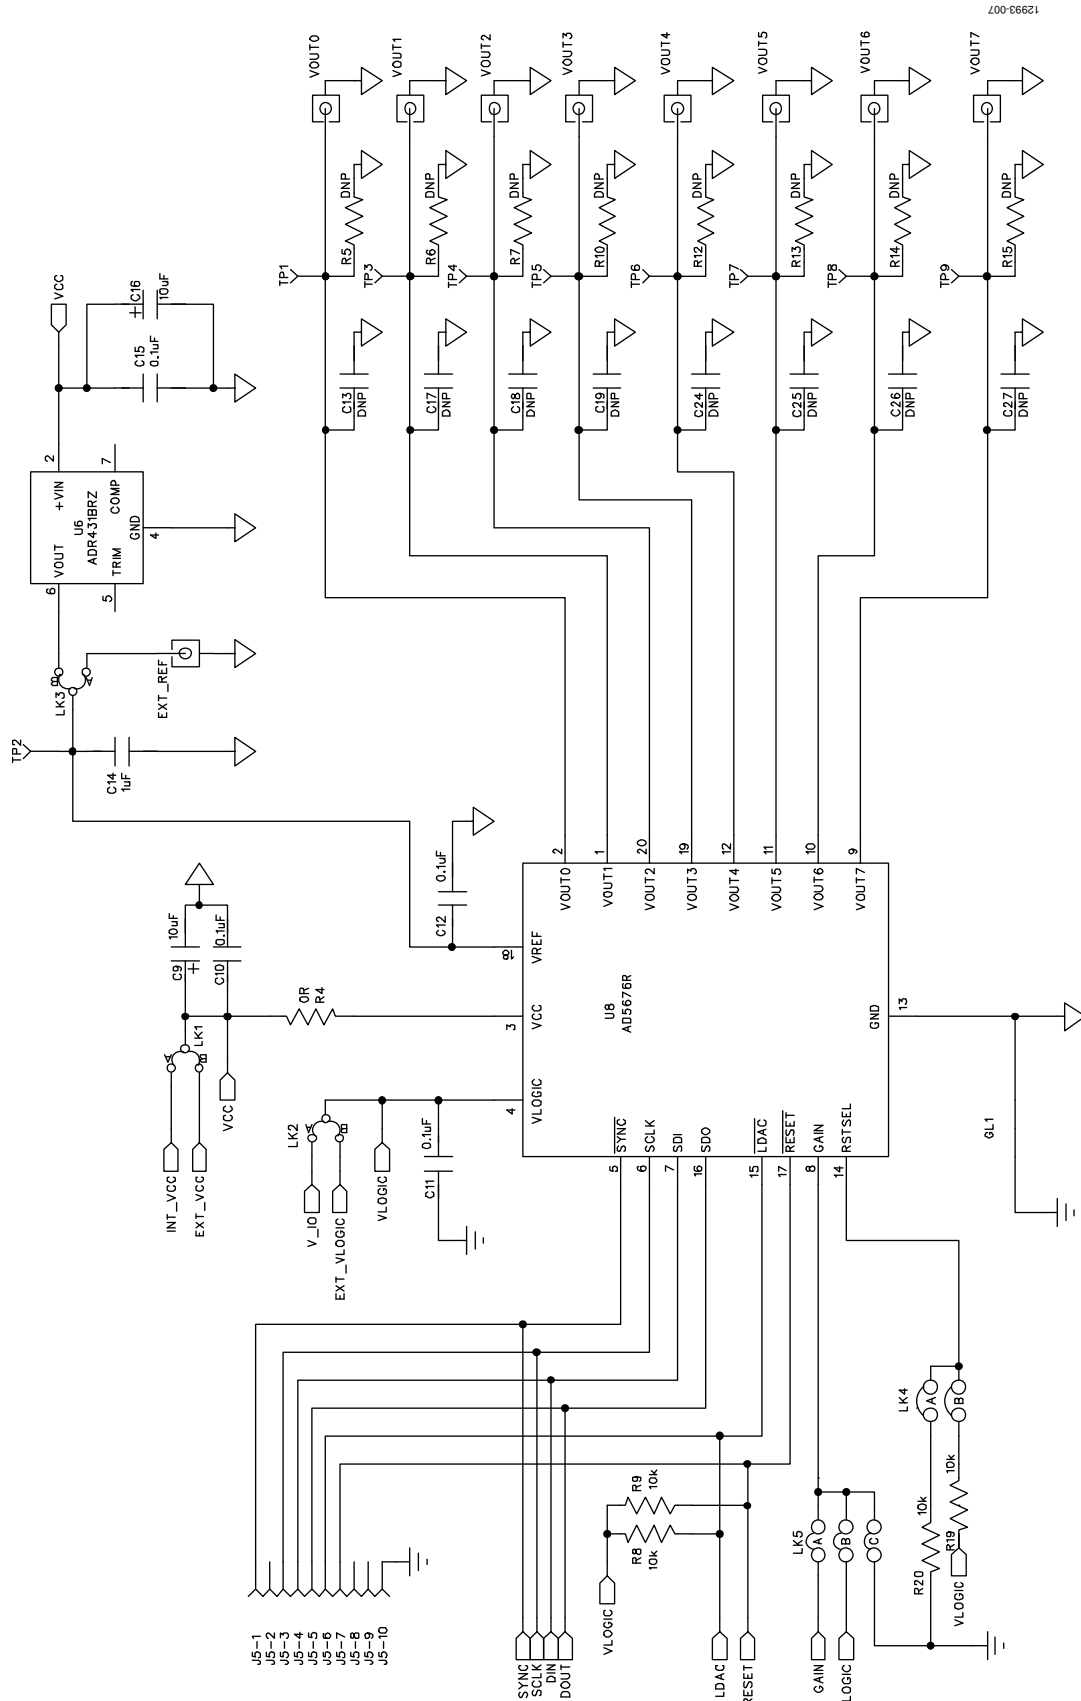 12993-007
VOUT0
VOUT1
VOUT2
VOUT3
VOUT4
VOUT5
VOUT6
VOUT7
R5
DNP
R6
DNP
R7
DNP
R10
DNP
R12
DNP
R13
DNP
R14
DNP
R15
DNP
TP1
TP3
TP4
TP5
TP6
TP7
TP8
TP9
VCC
C16
10uF
+
C15
0.1uF
C13
DNP
C17
DNP
C18
DNP
C19
DNP
C24
DNP
C25
DNP
C26
DNP
C27
DNP
2
7
+VIN
COMP
U6
ADR431BRZ
GND
4
VOUT
TRIM
6
5
LK3
B
A
EXT_REF
TP2
C14
1uF
C12
0.1uF
C9
10uF
+
C10
0.1uF
LK1
A
B
INT_VCC
EXT_VCC
VCC
0R
R4
LK2
A
B
V_IO
EXT_VLOGIC
VLOGIC
C11
0.1uF
2
1
20
19
12
11
10
9
VOUT0
VOUT1
VOUT2
VOUT3
VOUT4
VOUT5
VOUT6
VOUT7
18
VREF
3
VCC
4
VLOGIC
U8
AD5676R
GND
13
SYNC
SCLK
SDI
SDO
LDAC
RESET
GAIN
RSTSEL
5
6
7
16
15
17
8
14
GL1
J5-1
J5-2
J5-3
J5-4
J5-5
J5-6
J5-7
J5-8
J5-9
J5-10
SYNC
SCLK
DIN
DOUT
VLOGIC
R8
10k
R9
10k
LDAC
RESET
LK5
A
B
C
GAIN
LOGIC
LK4
A
B
R20
10k
R19
10k
VLOGIC